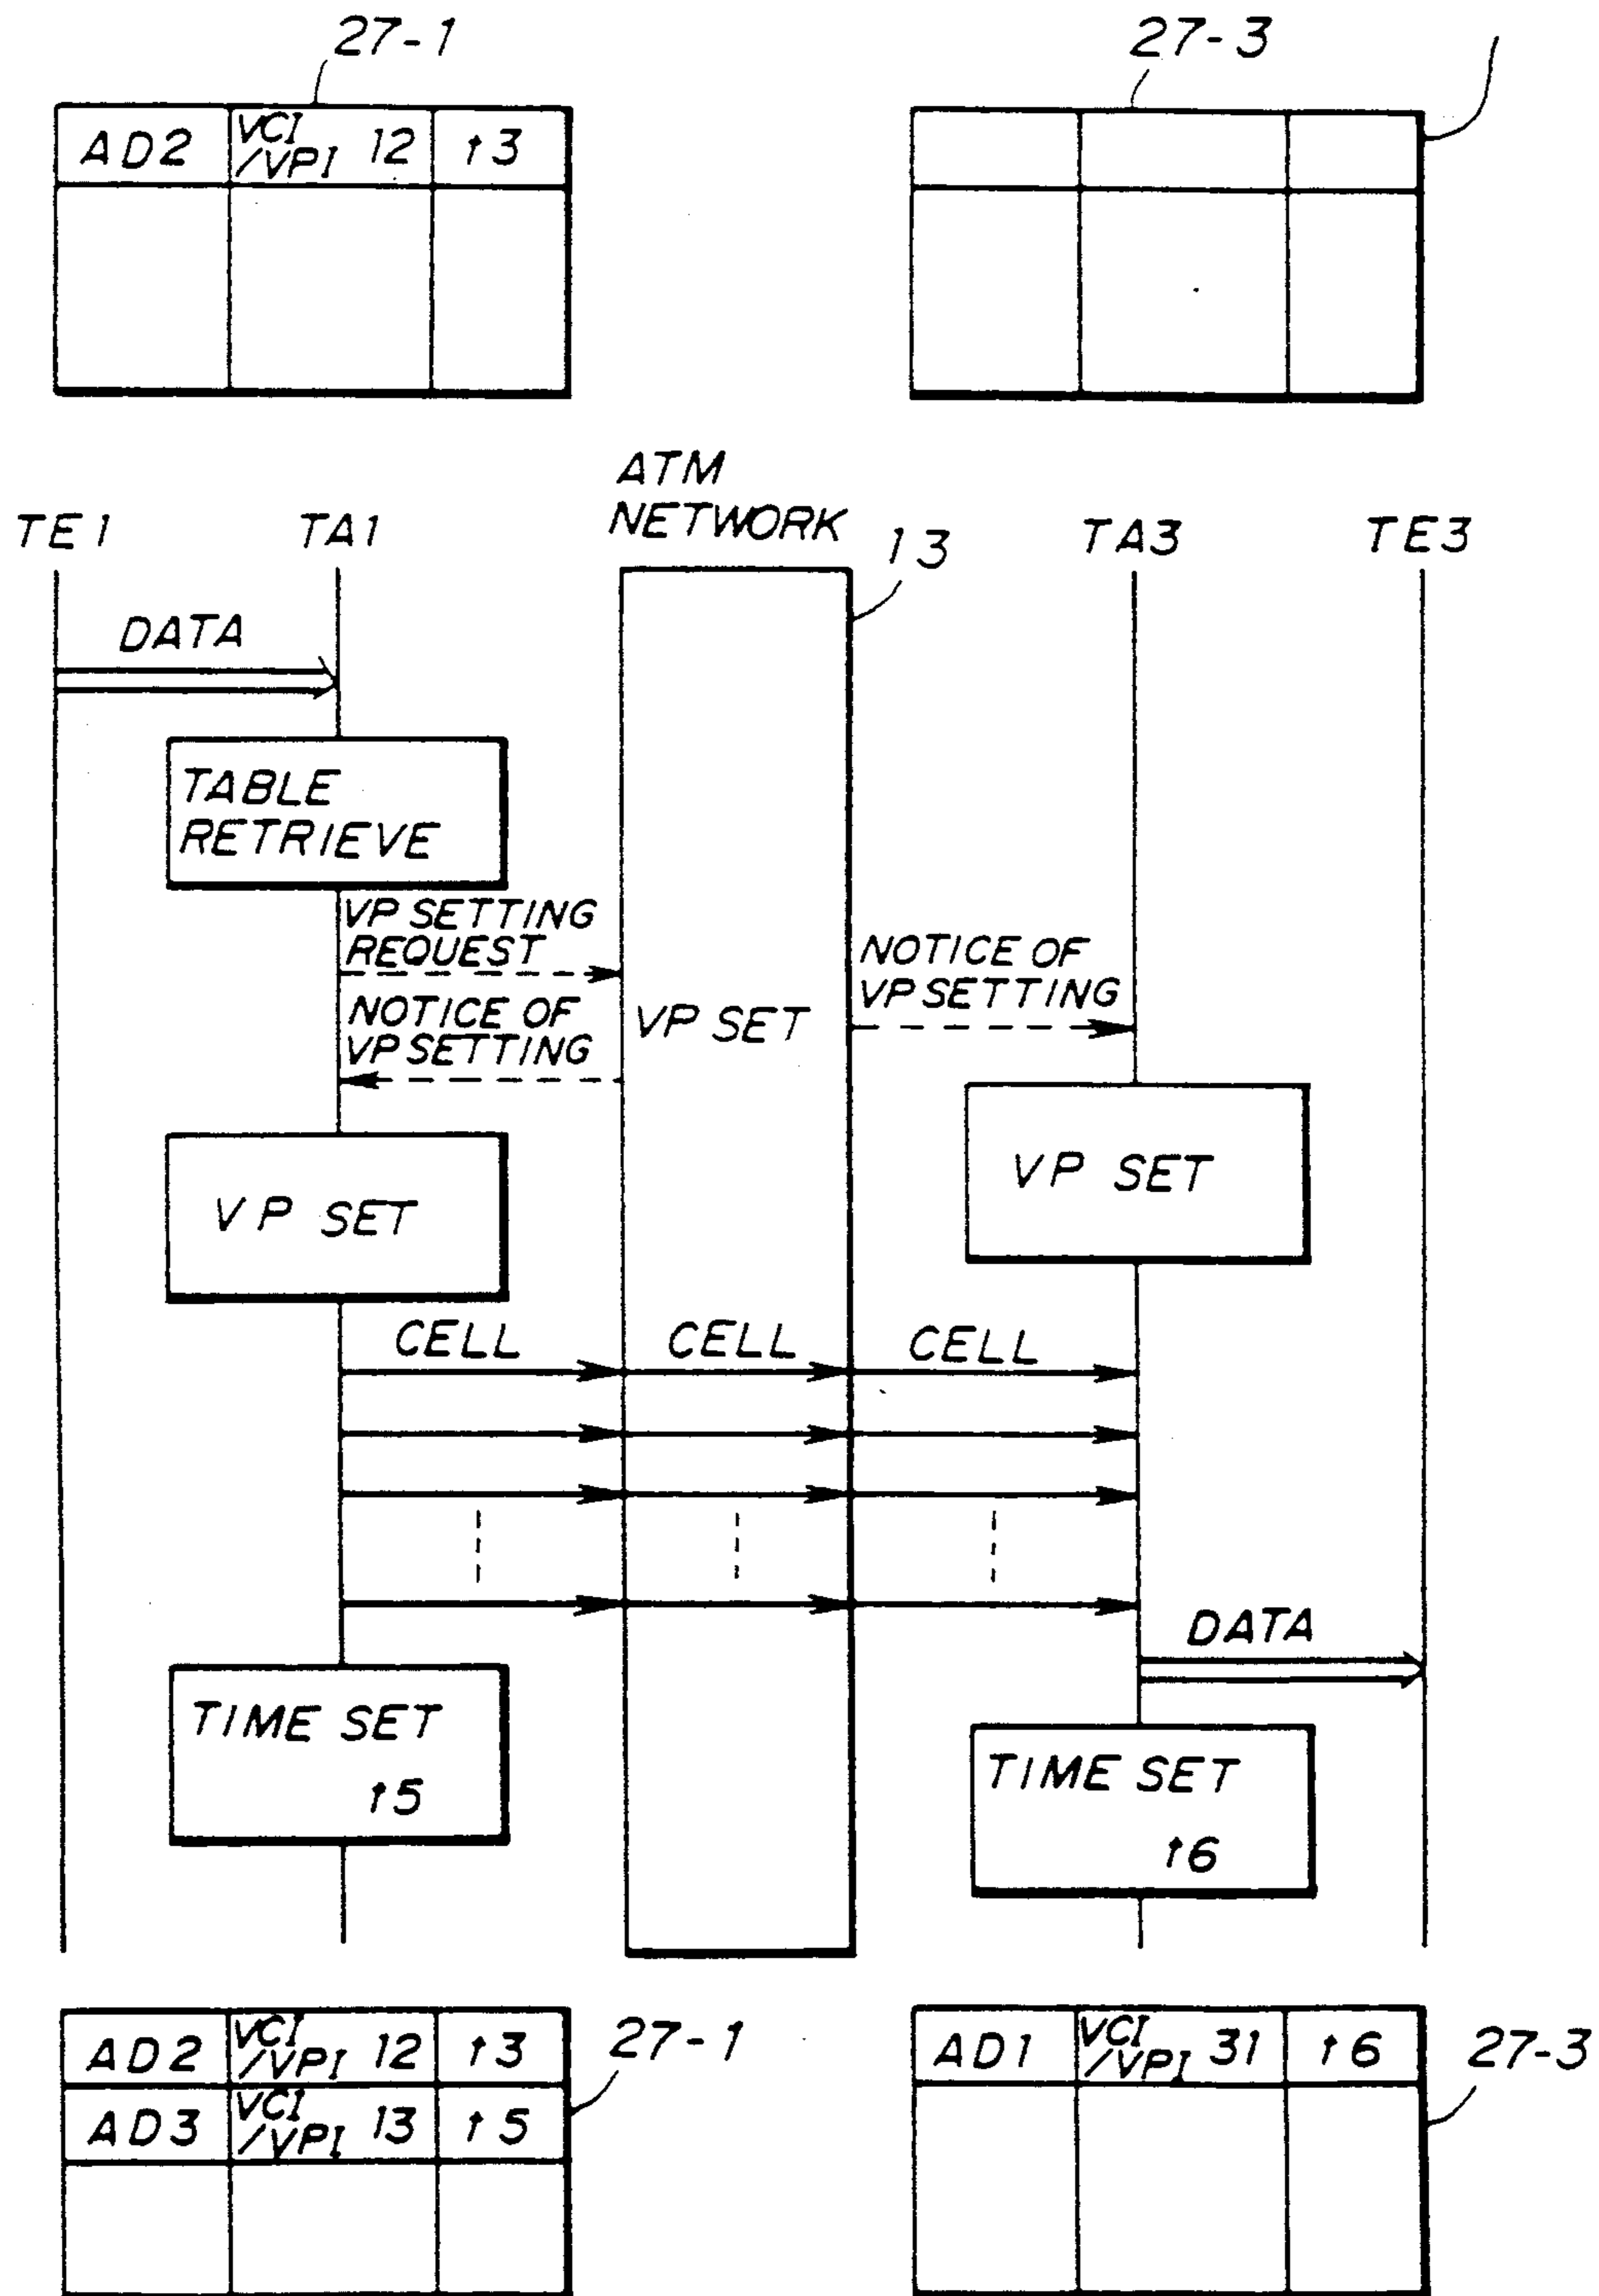 27-1
27-3
AD2 VCI/VPI 12 t3
ATM
NETWORK
13
TE1
TA1
TA3
TE3
DATA
TABLE
RETRIEVE
VP SETTING
REQUEST
NOTICE OF
VP SETTING
NOTICE OF
VP SETTING
VP SET
VP SET
VP SET
CELL
CELL
CELL
DATA
TIME SET
t5
TIME SET
t6
AD2 VCI/VPI 12 t3
27-1
AD3 VCI/VPI 13 t5
AD1 VCI/VPI 31 t6
27-3